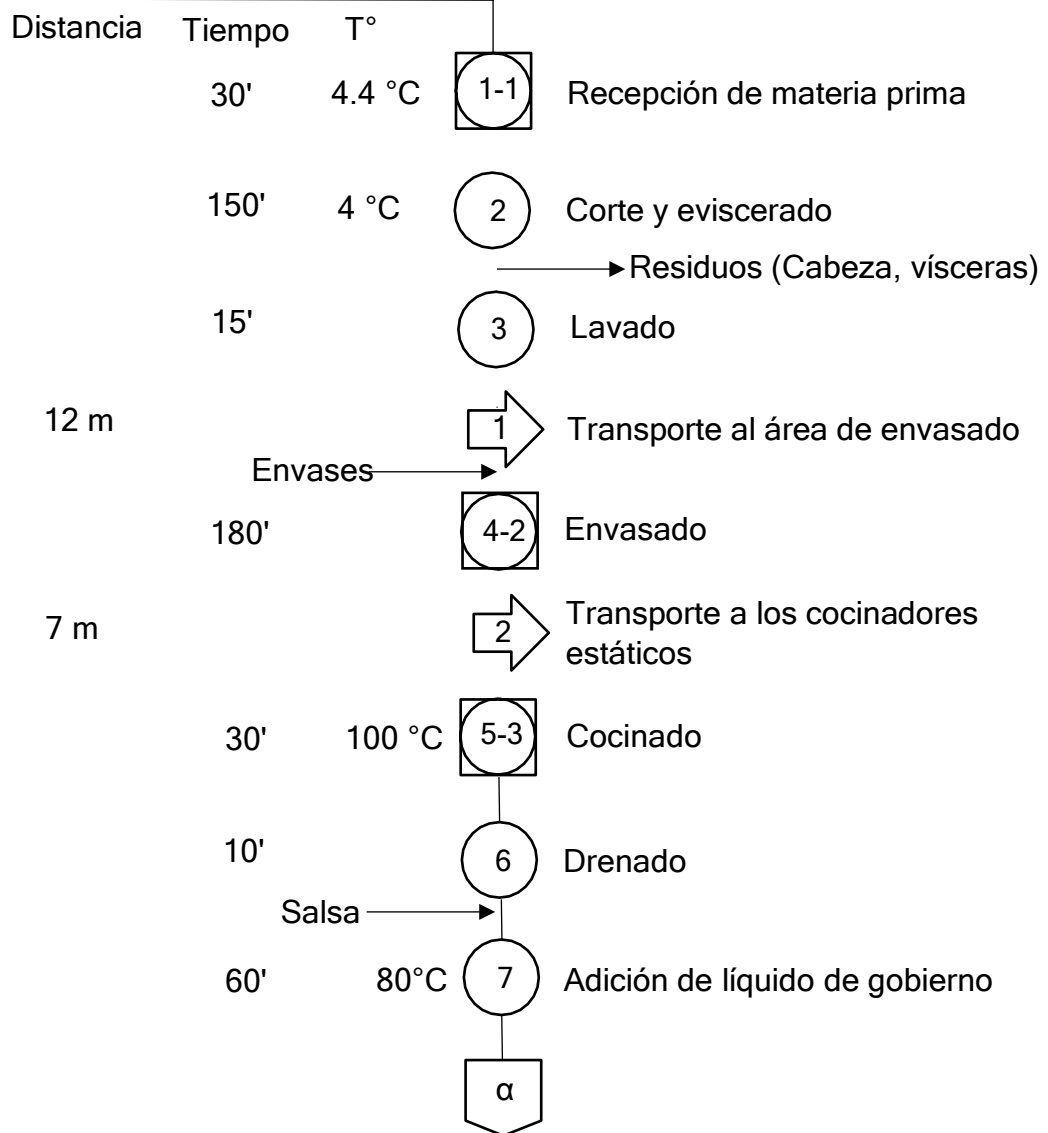 Distancia Tiempo T°
30' 4.4 °C 1-1 Recepción de materia prima
150' 4 °C 2 Corte y eviscerado
Residuos (Cabeza, vísceras)
15' 3 Lavado
12 m 1 Transporte al área de envasado
Envases
180' 4-2 Envasado
7 m 2 Transporte a los cocinadores
estáticos
30' 100 °C 5-3 Cocinado
10' 6 Drenado
Salsa
60' 80°C 7 Adición de líquido de gobierno
α